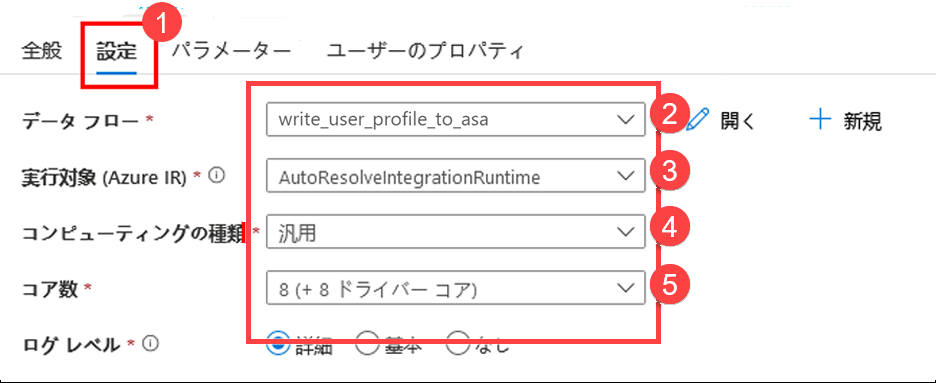 1
全般 設定 パラメーター ユーザーのプロパティ
データ フロー * write_user_profile_to_asa 2 開く 新規
実行対象 (Azure IR) * AutoResolveIntegrationRuntime 3
コンピューティングの種類 * 汎用 4
コア数 * 8 (+ 8 ドライバー コア) 5
ログ レベル * 詳細 基本 なし